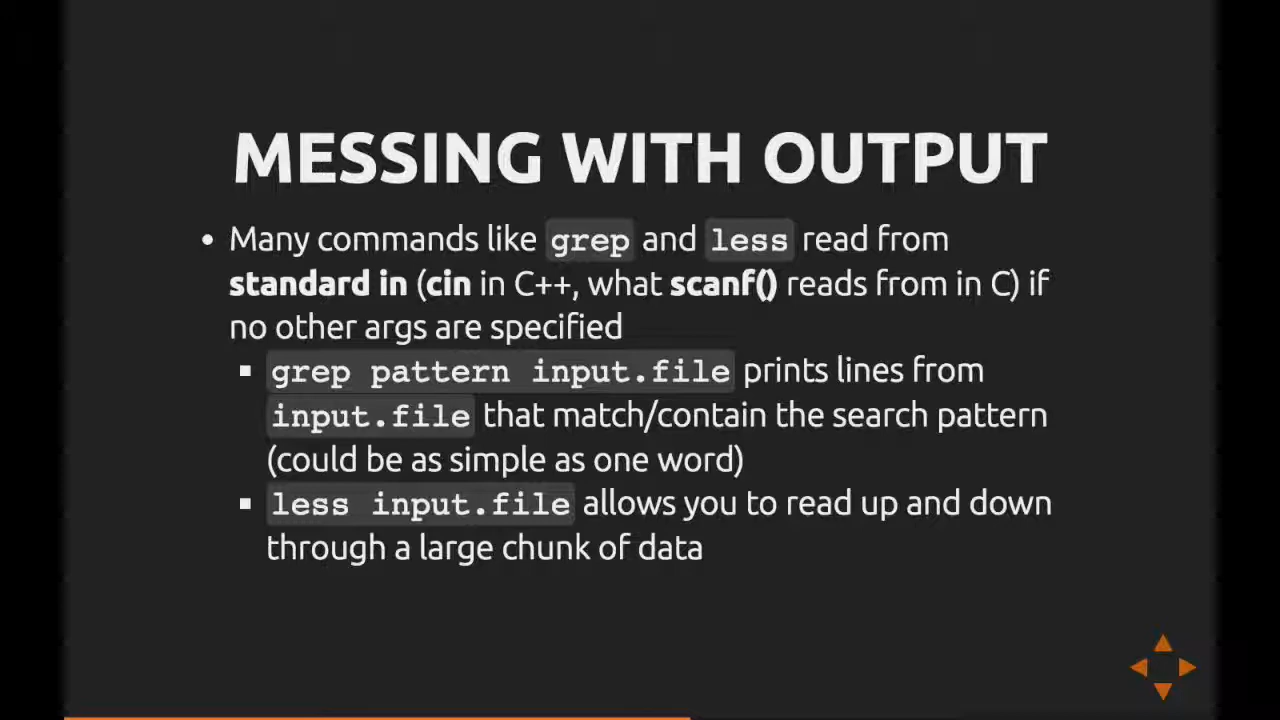 MESSING WITH OUTPUT
• Many commands like grep and less read from
standard in (cin in C++, what scanf() reads from in C) if
no other args are specified
▪ grep pattern input.file prints lines from
input.file that match/contain the search pattern
(could be as simple as one word)
▪ less input.file allows you to read up and down
through a large chunk of data